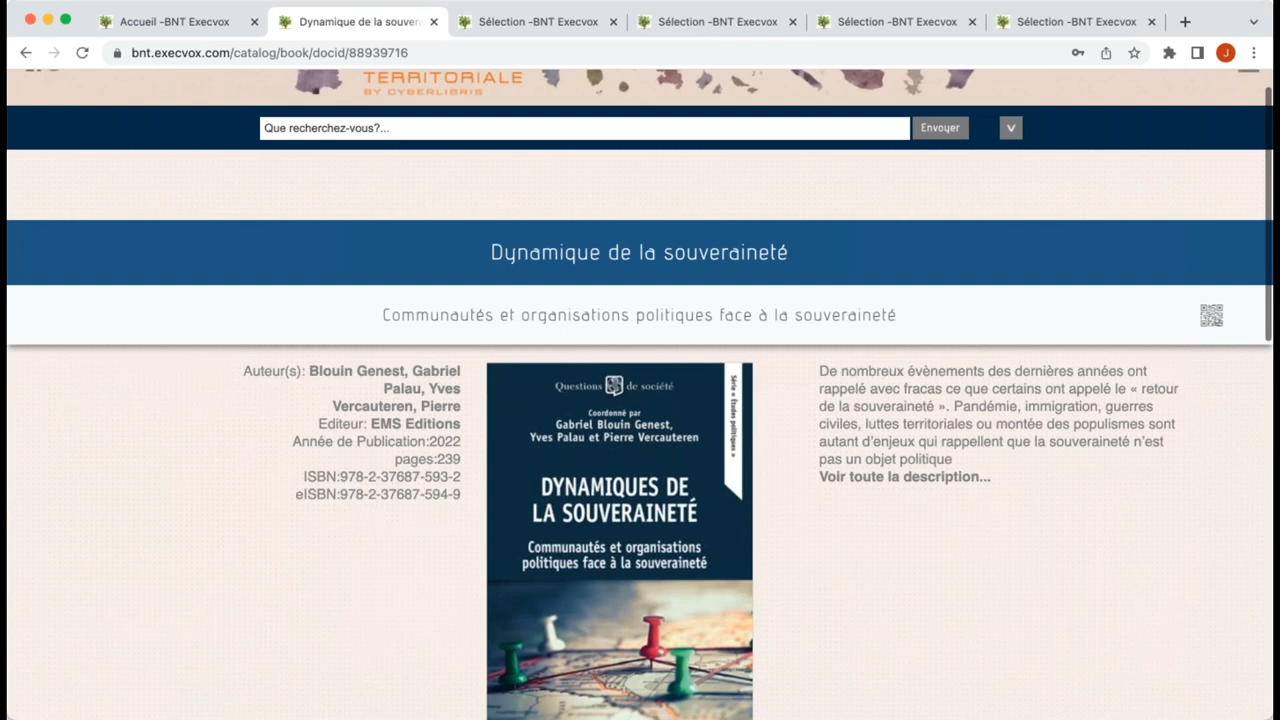 Accueil -BNT Execvox
Dynamique de la souver
Sélection -BNT Execvox
Sélection -BNT Execvox
Sélection -BNT Execvox
Sélection -BNT Execvox
bnt.execvox.com/catalog/book/docid/88939716
J
TERRITORIALE
BY CYBERLIBRIS
Que recherchez-vous?...
Envoyer
V
Dynamique de la souveraineté
Communautés et organisations politiques face à la souveraineté
Auteur(s): Blouin Genest, Gabriel
Palau, Yves
Vercauteren, Pierre
Editeur: EMS Editions
Année de Publication:2022
pages:239
ISBN:978-2-37687-593-2
eISBN:978-2-37687-594-9
Questions de société
Série « Études politiques »
Coordonné par
Gabriel Blouin Genest,
Yves Palau et Pierre Vercauteren
DYNAMIQUES DE
LA SOUVERAINETÉ
Communautés et organisations
politiques face à la souveraineté
De nombreux évènements des dernières années ont
rappelé avec fracas ce que certains ont appelé le « retour
de la souveraineté ». Pandémie, immigration, guerres
civiles, luttes territoriales ou montée des populismes sont
autant d'enjeux qui rappellent que la souveraineté n'est
pas un objet politique
Voir toute la description...